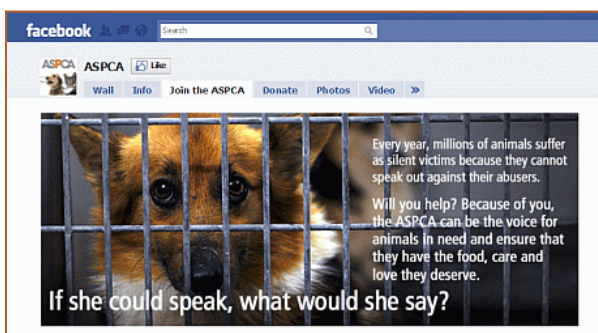 facebook Search
ASPCA ASPCA Like
Wall Info Join the ASPCA Donate Photos Video »
Every year, millions of animals suffer
as silent victims because they cannot
speak out against their abusers.
Will you help? Because of you,
the ASPCA can be the voice for
animals in need and ensure that
they have the food, care and
love they deserve.
If she could speak, what would she say?